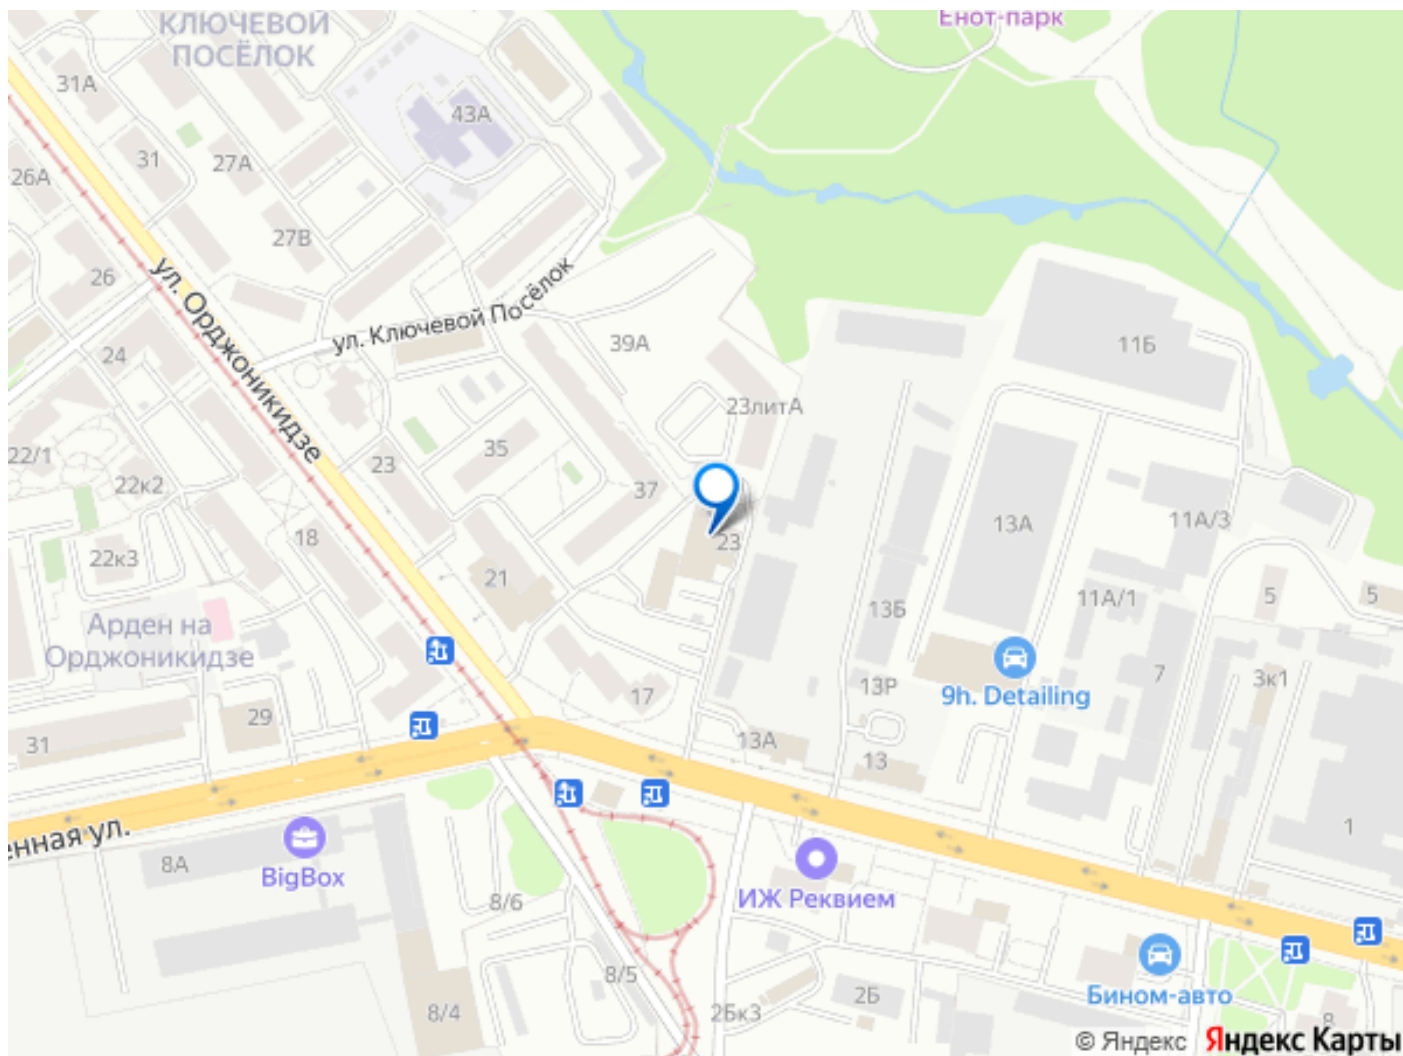 Енот-парк
КЛЮЧЕВОЙ
ПОСЁЛОК
31А
43А
31
27А
26А
27В
26
ул. Орджоникидзе
ул. Ключевой Посёлок
24
39А
11Б
23литА
22/1
22к2
23
35
37
18
22к3
21
23
13А
11А/3
Арден на
Орджоникидзе
13Б
11А/1
5
5
9h. Detailing
13Р
7
3к1
17
29
31
13А
13
енная ул.
8А
BigBox
1
ИЖ Реквием
8/6
8/5
8/4
2Бк3
2Б
Бином-авто
8
© Яндекс Яндекс Карты